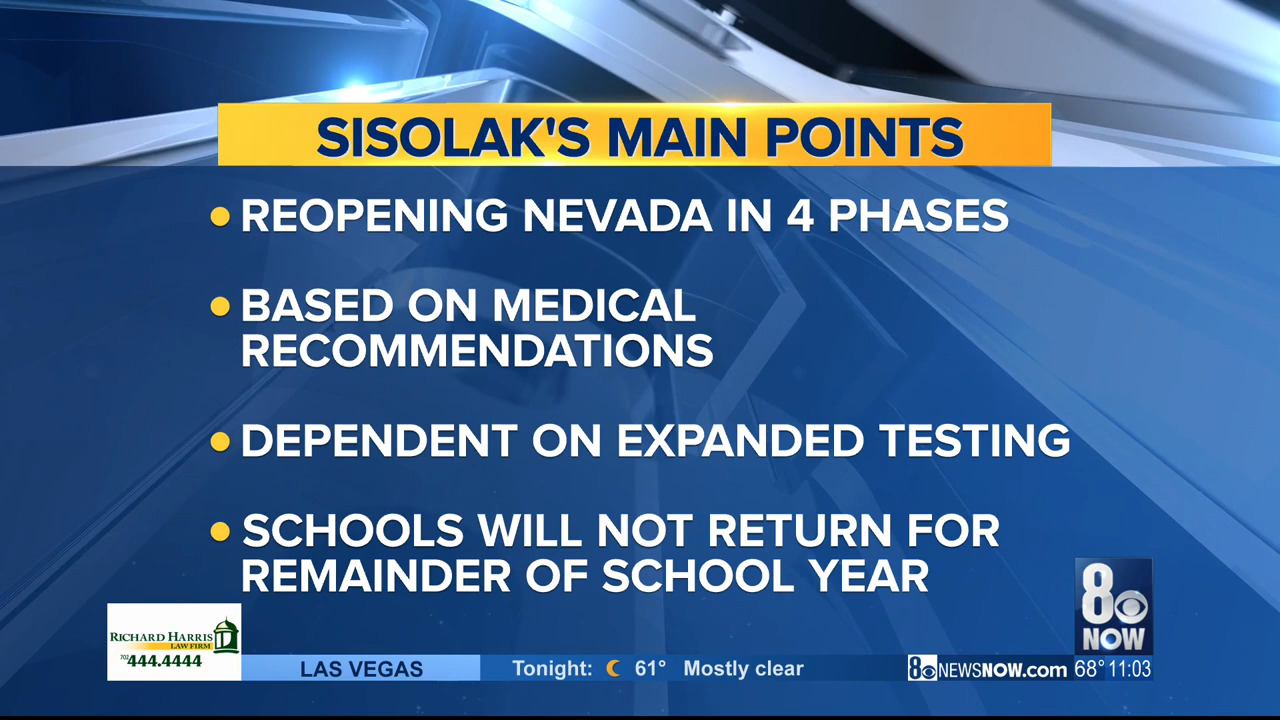 SISOLAK'S MAIN POINTS
• REOPENING NEVADA IN 4 PHASES
• BASED ON MEDICAL
RECOMMENDATIONS
• DEPENDENT ON EXPANDED TESTING
• SCHOOLS WILL NOT RETURN FOR
REMAINDER OF SCHOOL YEAR
8
NOW
RICHARD HARRIS
LAW FIRM
702 444.4444
LAS VEGAS
Tonight: 61° Mostly clear
8 NEWSNOW.com 68° 11:03